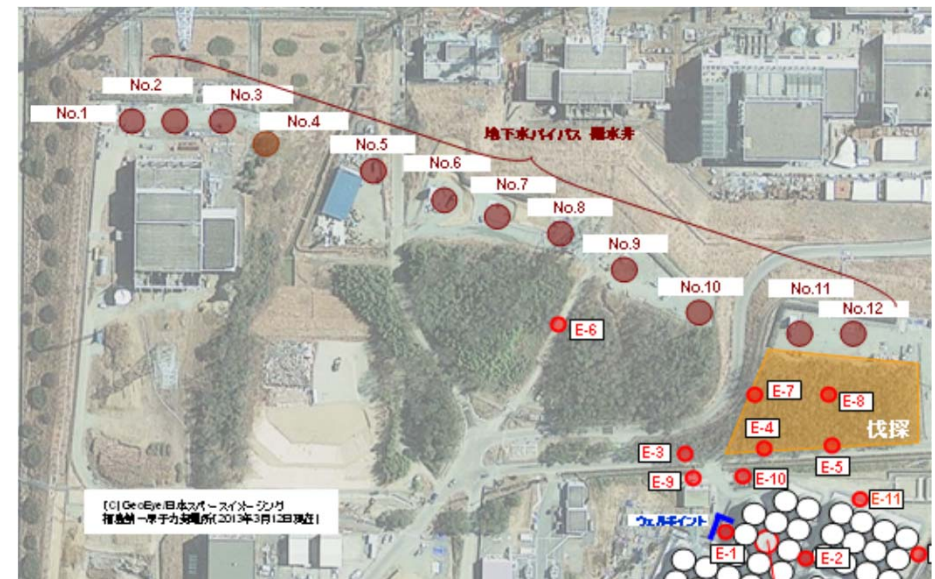 No.1
No.2
No.3
No.4
No.5
No.6
No.7
No.8
No.9
No.10
No.11
No.12
地下水バイパス 揚水井
E-6
E-7
E-8
E-4
伐採
E-3
E-5
E-9
E-10
E-11
ウェルポイント
E-1
E-2
(C)GeoEye/日本スペースイメージング
福島第一原子力発電所(2013年3月12日現在)